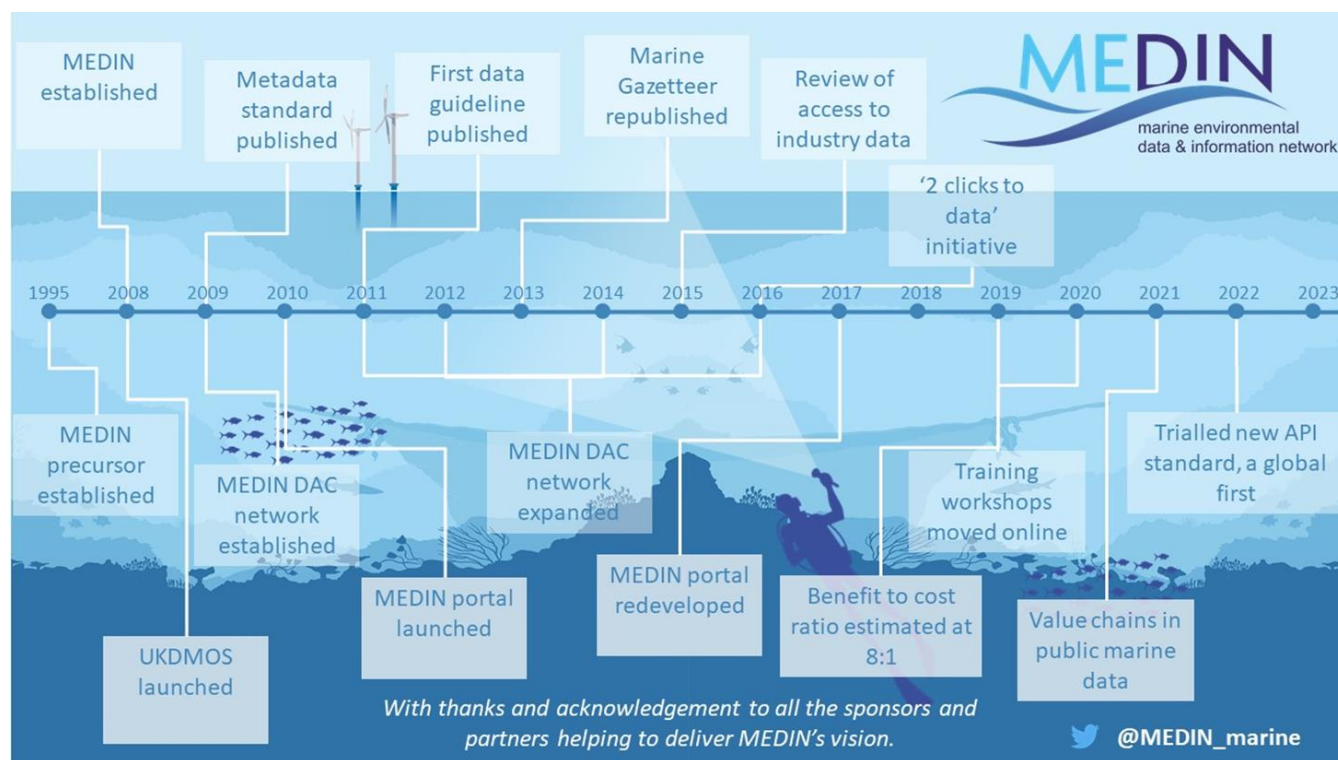 MEDIN
established
Metadata
standard
published
First data
guideline
published
Marine
Gazetteer
republished
Review of
access to
industry data
MEDIN
marine environmental
data & information network
'2 clicks to
data'
initiative
1995 2008 2009 2010 2011 2012 2013 2014 2015 2016 2017 2018 2019 2020 2021 2022 2023
MEDIN
precursor
established
UKDMOS
launched
MEDIN DAC
network
established
MEDIN portal
launched
MEDIN DAC
network
expanded
MEDIN portal
redeveloped
Benefit to cost
ratio estimated at
8:1
Training
workshops
moved online
Value chains in
public marine
data
Trialled new API
standard, a global
first
With thanks and acknowledgement to all the sponsors and
partners helping to deliver MEDIN's vision.
@MEDIN_marine